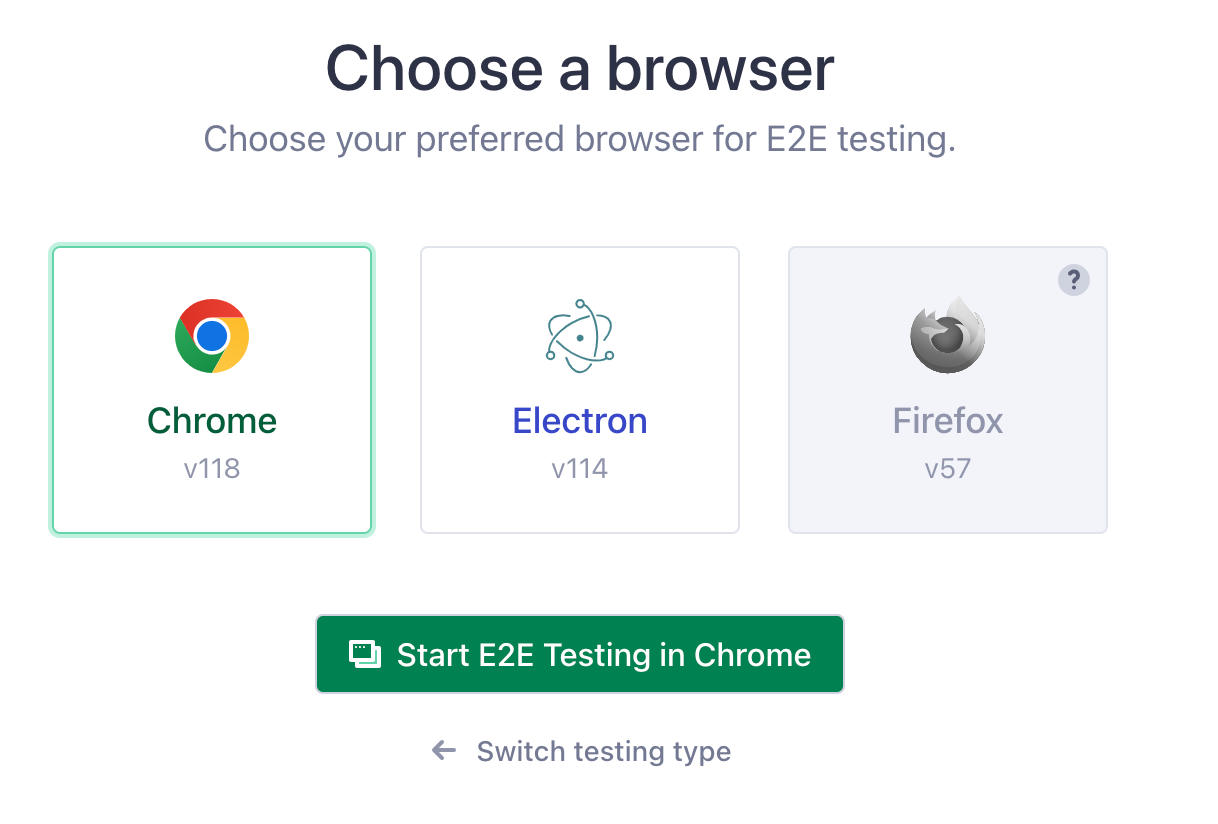 Choose a browser
Choose your preferred browser for E2E testing.
?
Chrome Electron Firefox
v118 v114 v57
Start E2E Testing in Chrome
← Switch testing type